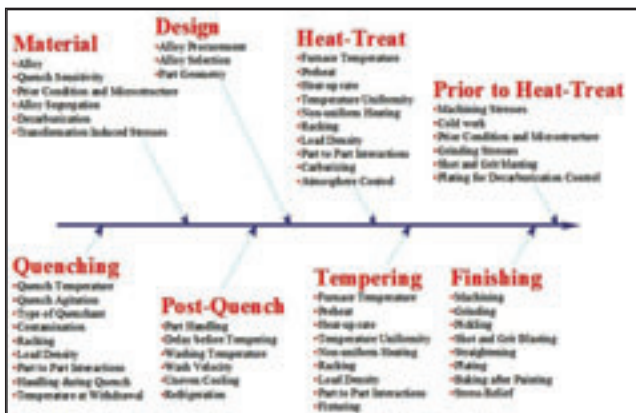 Material
•Alloy
•Quench Sensitivity
•Prior Condition and Microstructure
•Alloy Segregation
•Decarburization
•Transformation Induced Stresses
Design
•Alloy Procurement
•Alloy Selection
•Part Geometry
Heat-Treat
•Furnace Temperature
•Preheat
•Heat-up rate
•Temperature Uniformity
•Non-uniform Heating
•Racking
•Load Density
•Part to Part Interactions
•Carburizing
•Atmosphere Control
Prior to Heat-Treat
•Machining Stresses
•Cold work
•Prior Condition and Microstructure
•Grinding Stresses
•Shot and Grit Blasting
•Plating for Decarburization Control
Quenching
•Quench Temperature
•Quench Agitation
•Type of Quenchant
•Contamination
•Racking
•Load Density
•Part to Part Interactions
•Handling during Quench
•Temperature at Withdrawal
Post-Quench
•Part Handling
•Delay before Tempering
•Washing Temperature
•Wash Velocity
•Uneven Cooling
•Refrigeration
Tempering
•Furnace Temperature
•Preheat
•Heat-up rate
•Temperature Uniformity
•Non-uniform Heating
•Racking
•Load Density
•Part to Part Interactions
•Fixturing
Finishing
•Machining
•Grinding
•Pickling
•Shot and Grit Blasting
•Straightening
•Plating
•Baking after Painting
•Stress Relief